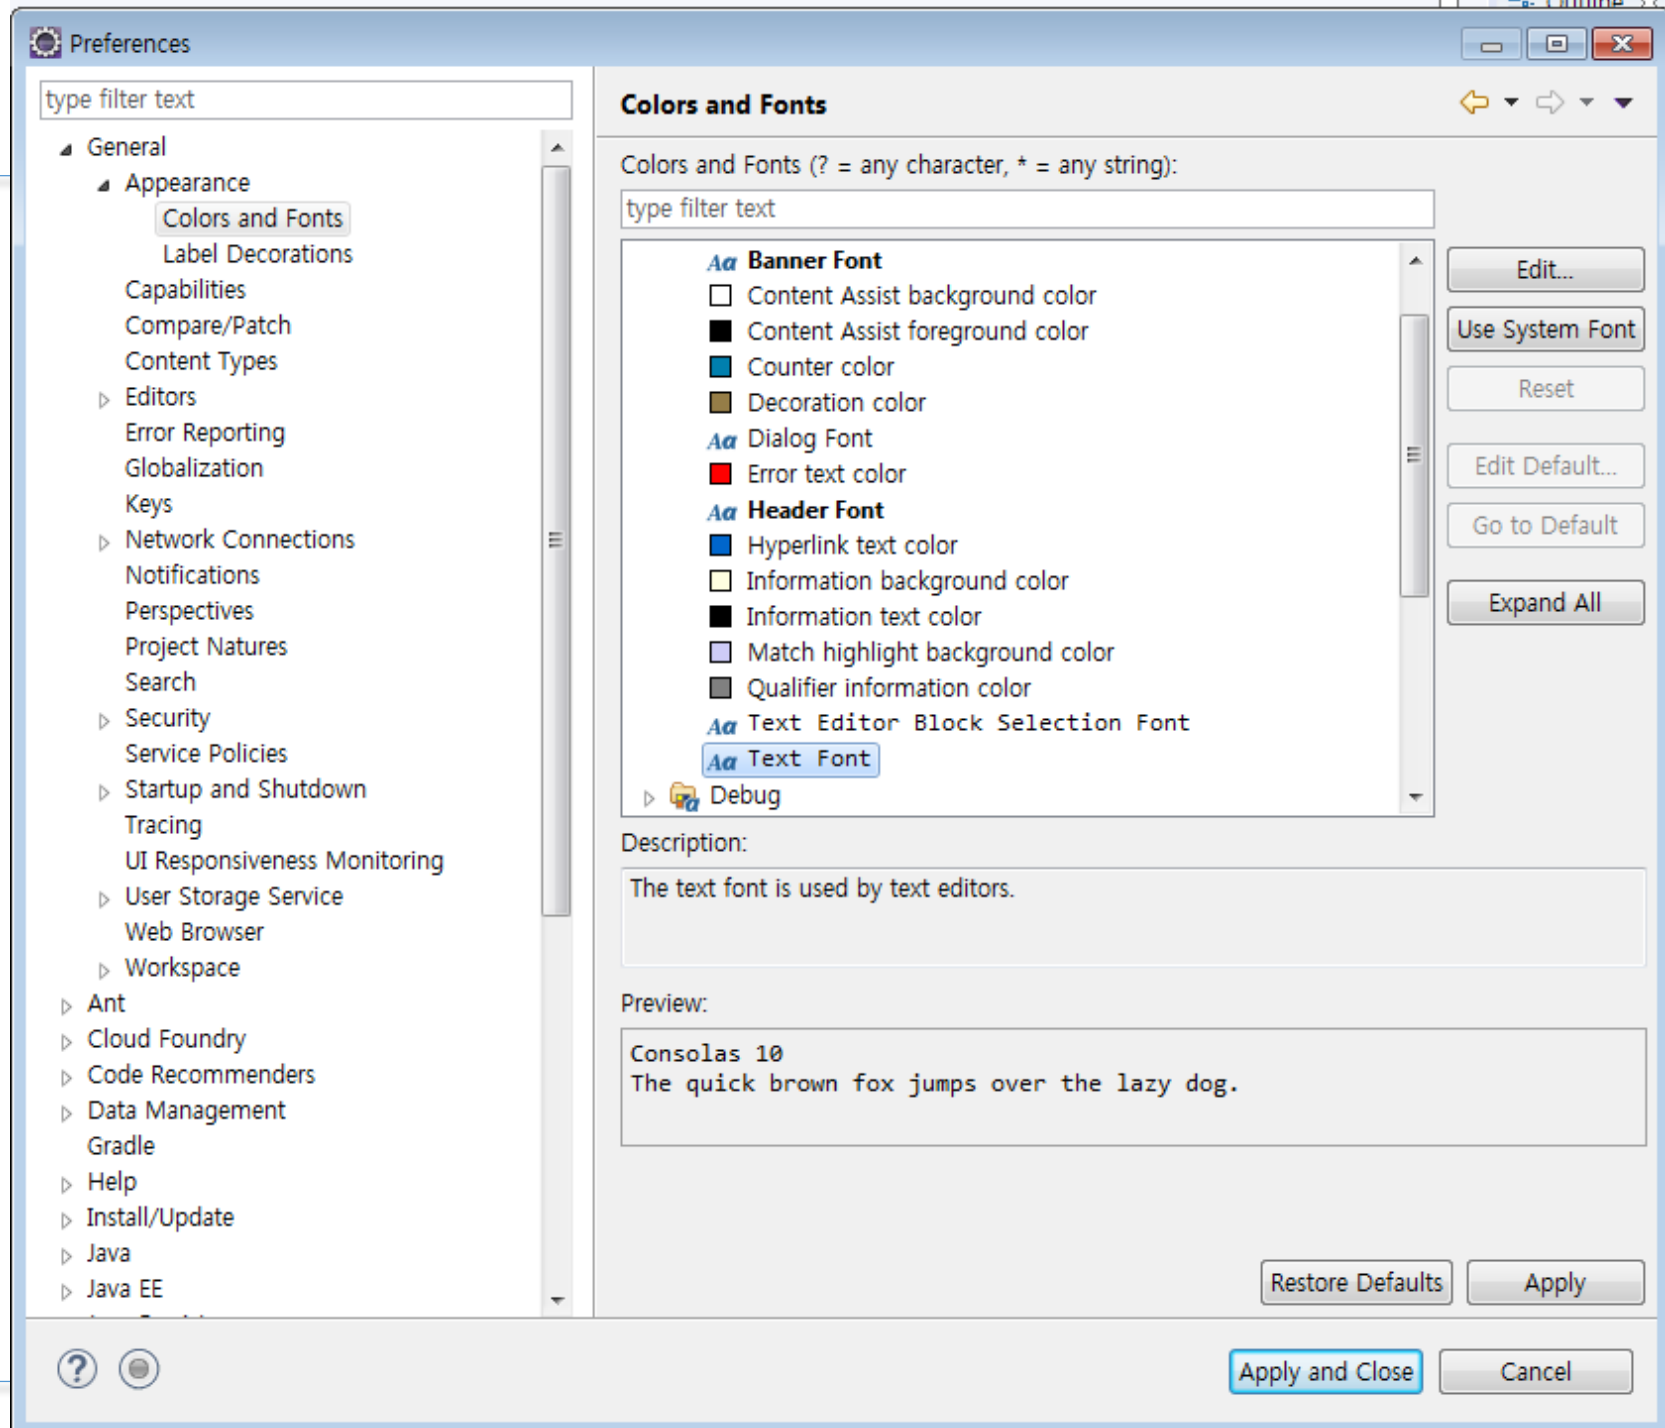 Outline
Preferences
type filter text
General
Appearance
Colors and Fonts
Label Decorations
Capabilities
Compare/Patch
Content Types
Editors
Error Reporting
Globalization
Keys
Network Connections
Notifications
Perspectives
Project Natures
Search
Security
Service Policies
Startup and Shutdown
Tracing
UI Responsiveness Monitoring
User Storage Service
Web Browser
Workspace
Ant
Cloud Foundry
Code Recommenders
Data Management
Gradle
Help
Install/Update
Java
Java EE
Colors and Fonts
Colors and Fonts (? = any character, * = any string):
type filter text
Banner Font
Content Assist background color
Content Assist foreground color
Counter color
Decoration color
Dialog Font
Error text color
Header Font
Hyperlink text color
Information background color
Information text color
Match highlight background color
Qualifier information color
Text Editor Block Selection Font
Text Font
Debug
Edit...
Use System Font
Reset
Edit Default...
Go to Default
Expand All
Description:
The text font is used by text editors.
Preview:
Consolas 10
The quick brown fox jumps over the lazy dog.
Restore Defaults
Apply
Apply and Close
Cancel